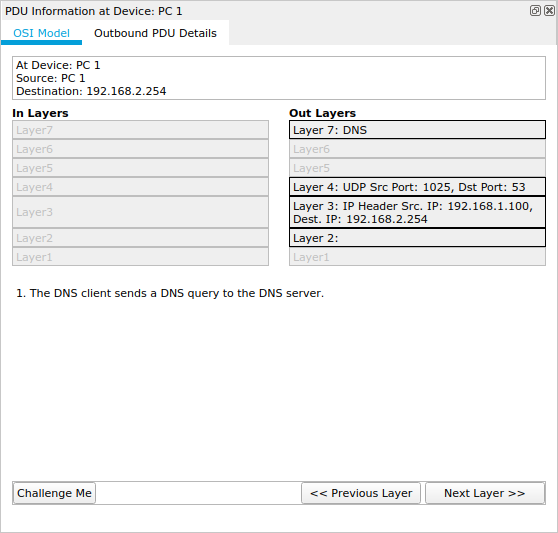 PDU Information at Device: PC 1
OSI Model
Outbound PDU Details
At Device: PC 1
Source: PC 1
Destination: 192.168.2.254
In Layers
Layer7
Layer6
Layer5
Layer4
Layer3
Layer2
Layer1
Out Layers
Layer 7: DNS
Layer6
Layer5
Layer 4: UDP Src Port: 1025, Dst Port: 53
Layer 3: IP Header Src. IP: 192.168.1.100,
Dest. IP: 192.168.2.254
Layer 2:
Layer1
1. The DNS client sends a DNS query to the DNS server.
Challenge Me
<< Previous Layer
Next Layer >>